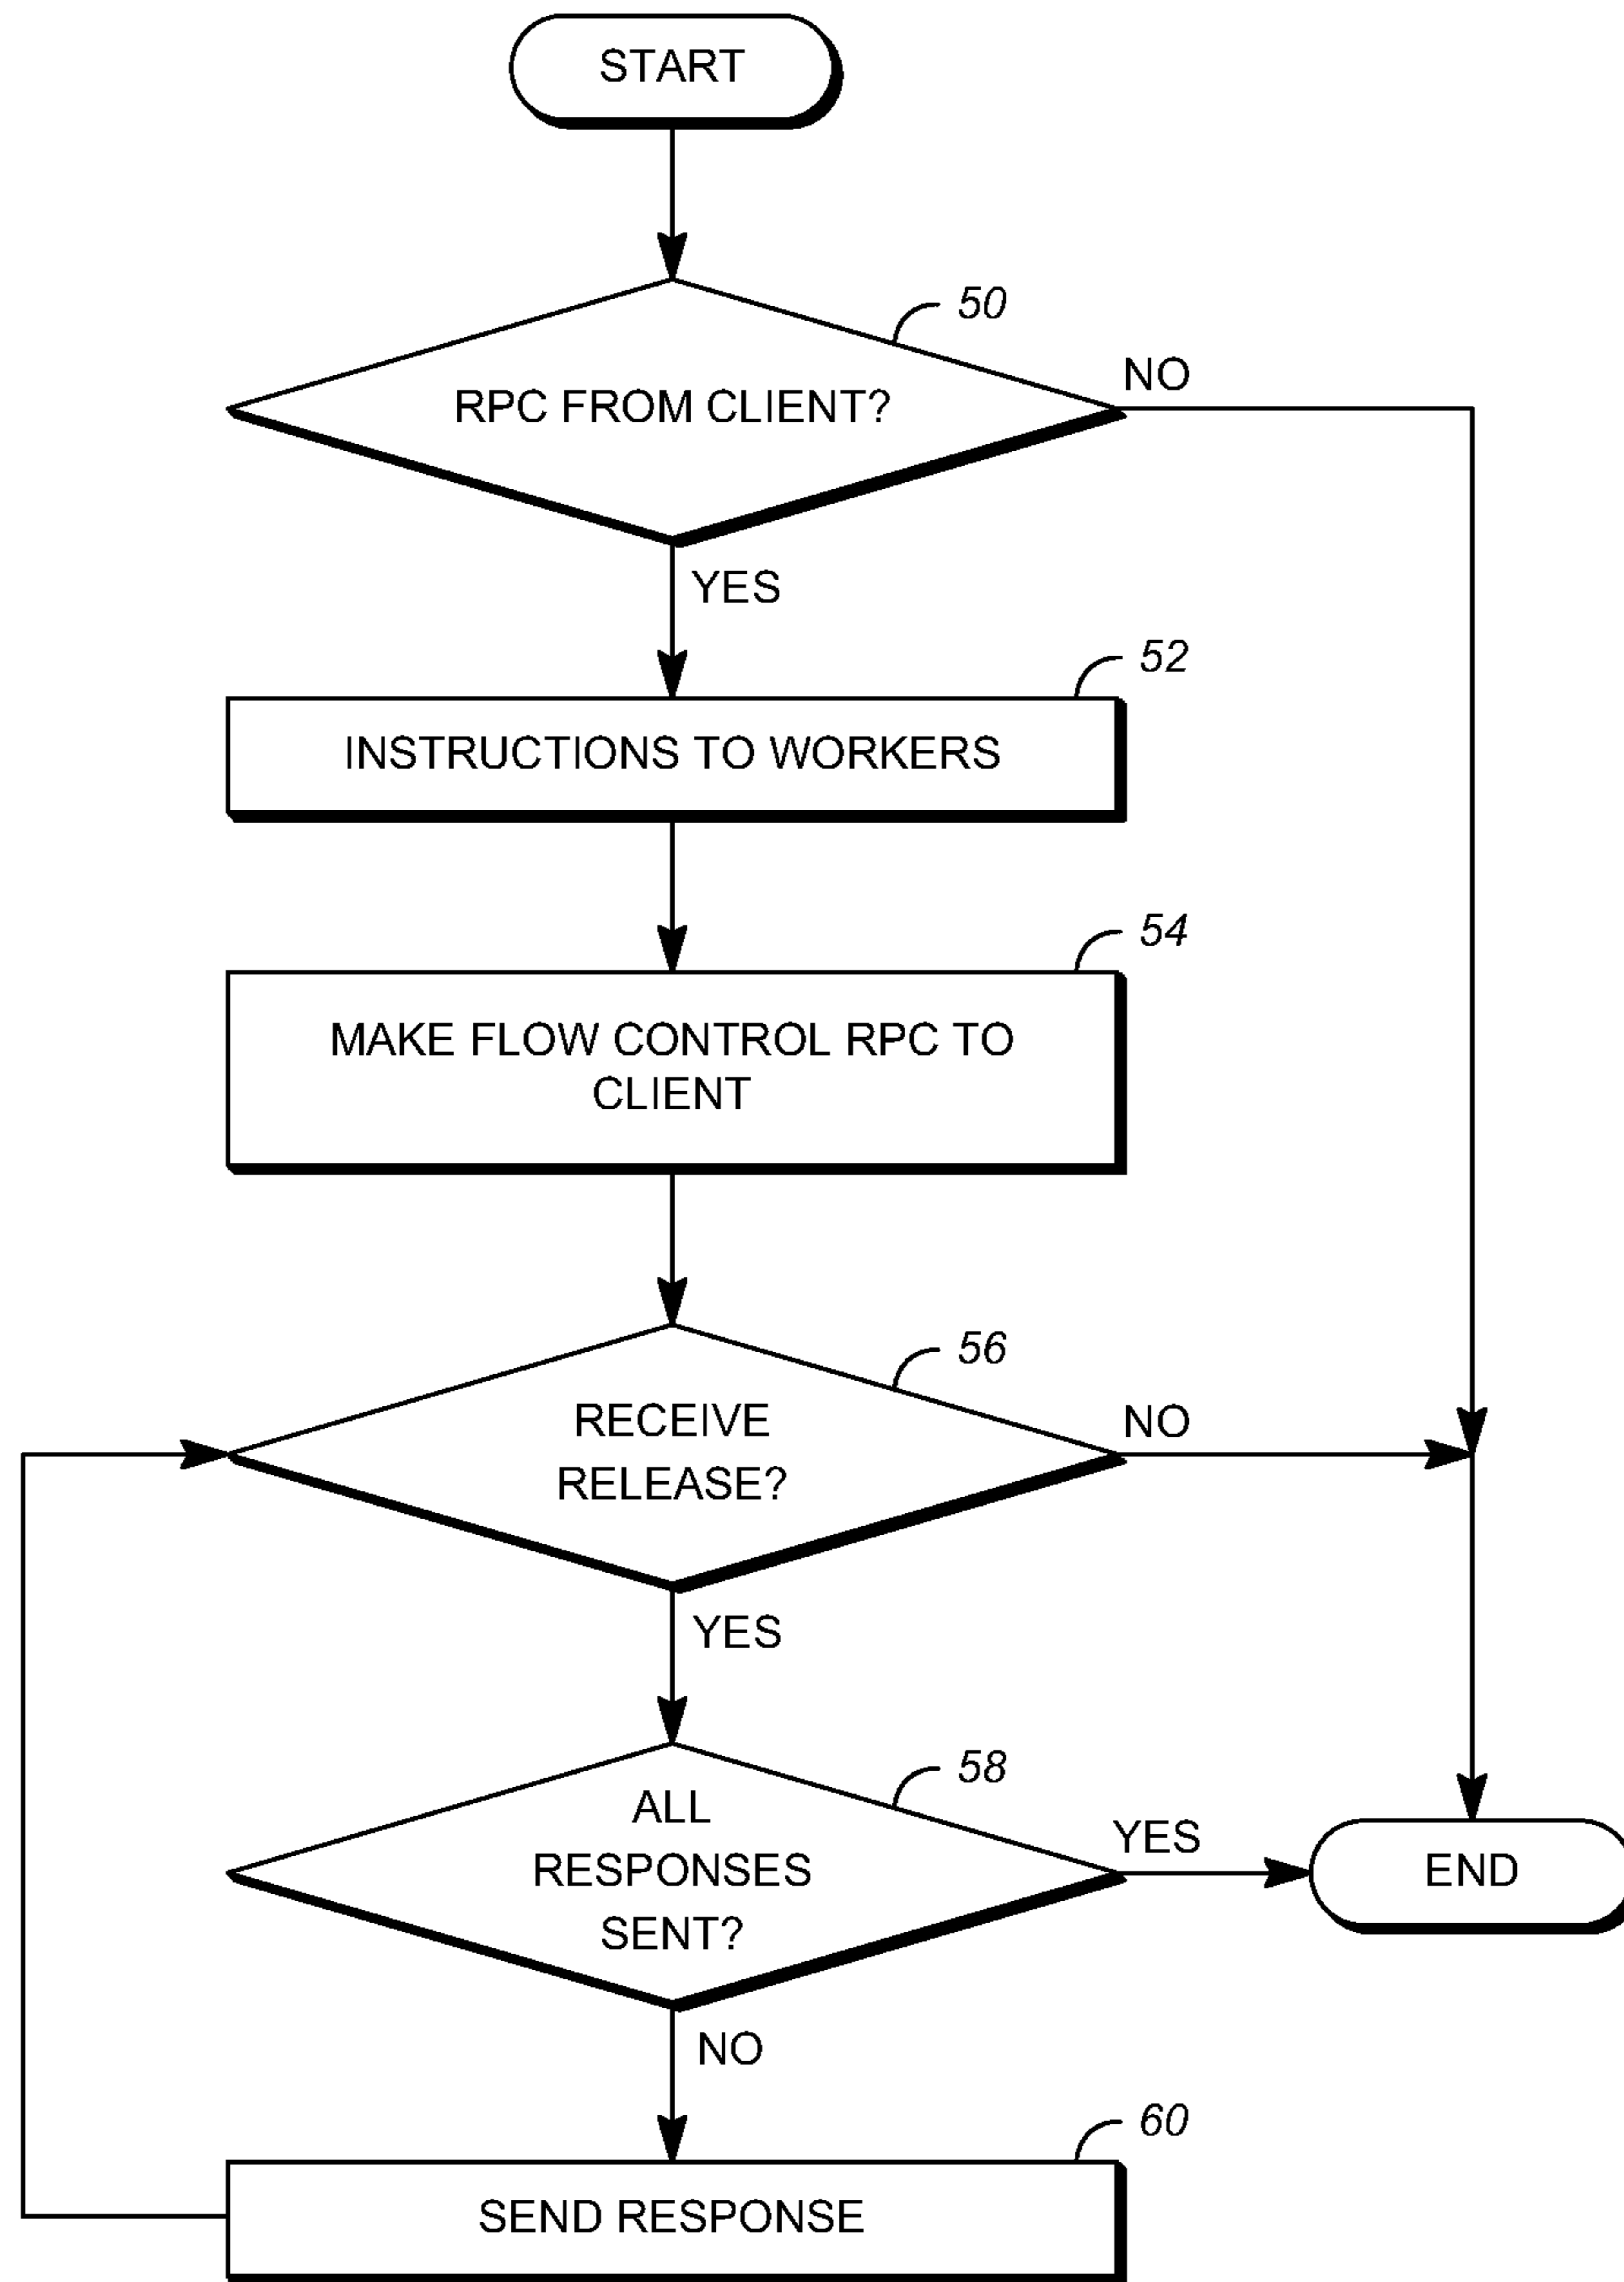 START
50
RPC FROM CLIENT?
NO
YES
52
INSTRUCTIONS TO WORKERS
54
MAKE FLOW CONTROL RPC TO
CLIENT
56
RECEIVE
RELEASE?
NO
YES
58
ALL
RESPONSES
SENT?
YES
END
NO
60
SEND RESPONSE